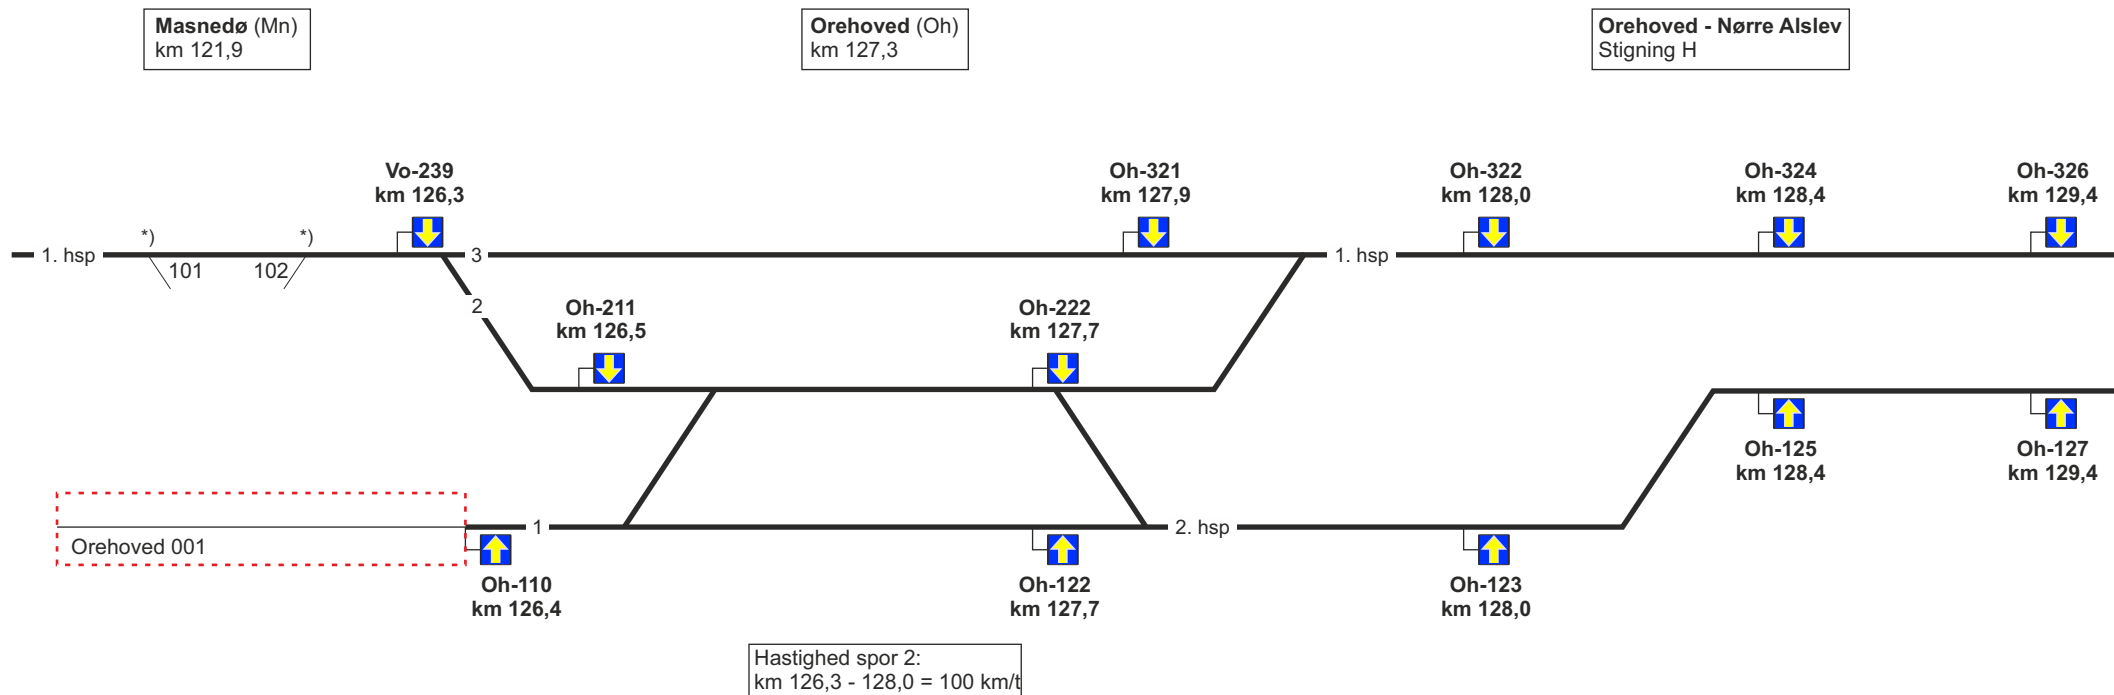 Masnedø (Mn)
km 121,9
Orehoved (Oh)
km 127,3
Orehoved - Nørre Alslev
Stigning H
Vo-239
km 126,3
Oh-321
km 127,9
Oh-322
km 128,0
Oh-324
km 128,4
Oh-326
km 129,4
*)
*)
1. hsp
101
102
3
1. hsp
2
Oh-211
km 126,5
Oh-222
km 127,7
Oh-125
km 128,4
Oh-127
km 129,4
1
2. hsp
Orehoved 001
Oh-110
km 126,4
Oh-122
km 127,7
Oh-123
km 128,0
Hastighed spor 2:
km 126,3 - 128,0 = 100 km/t